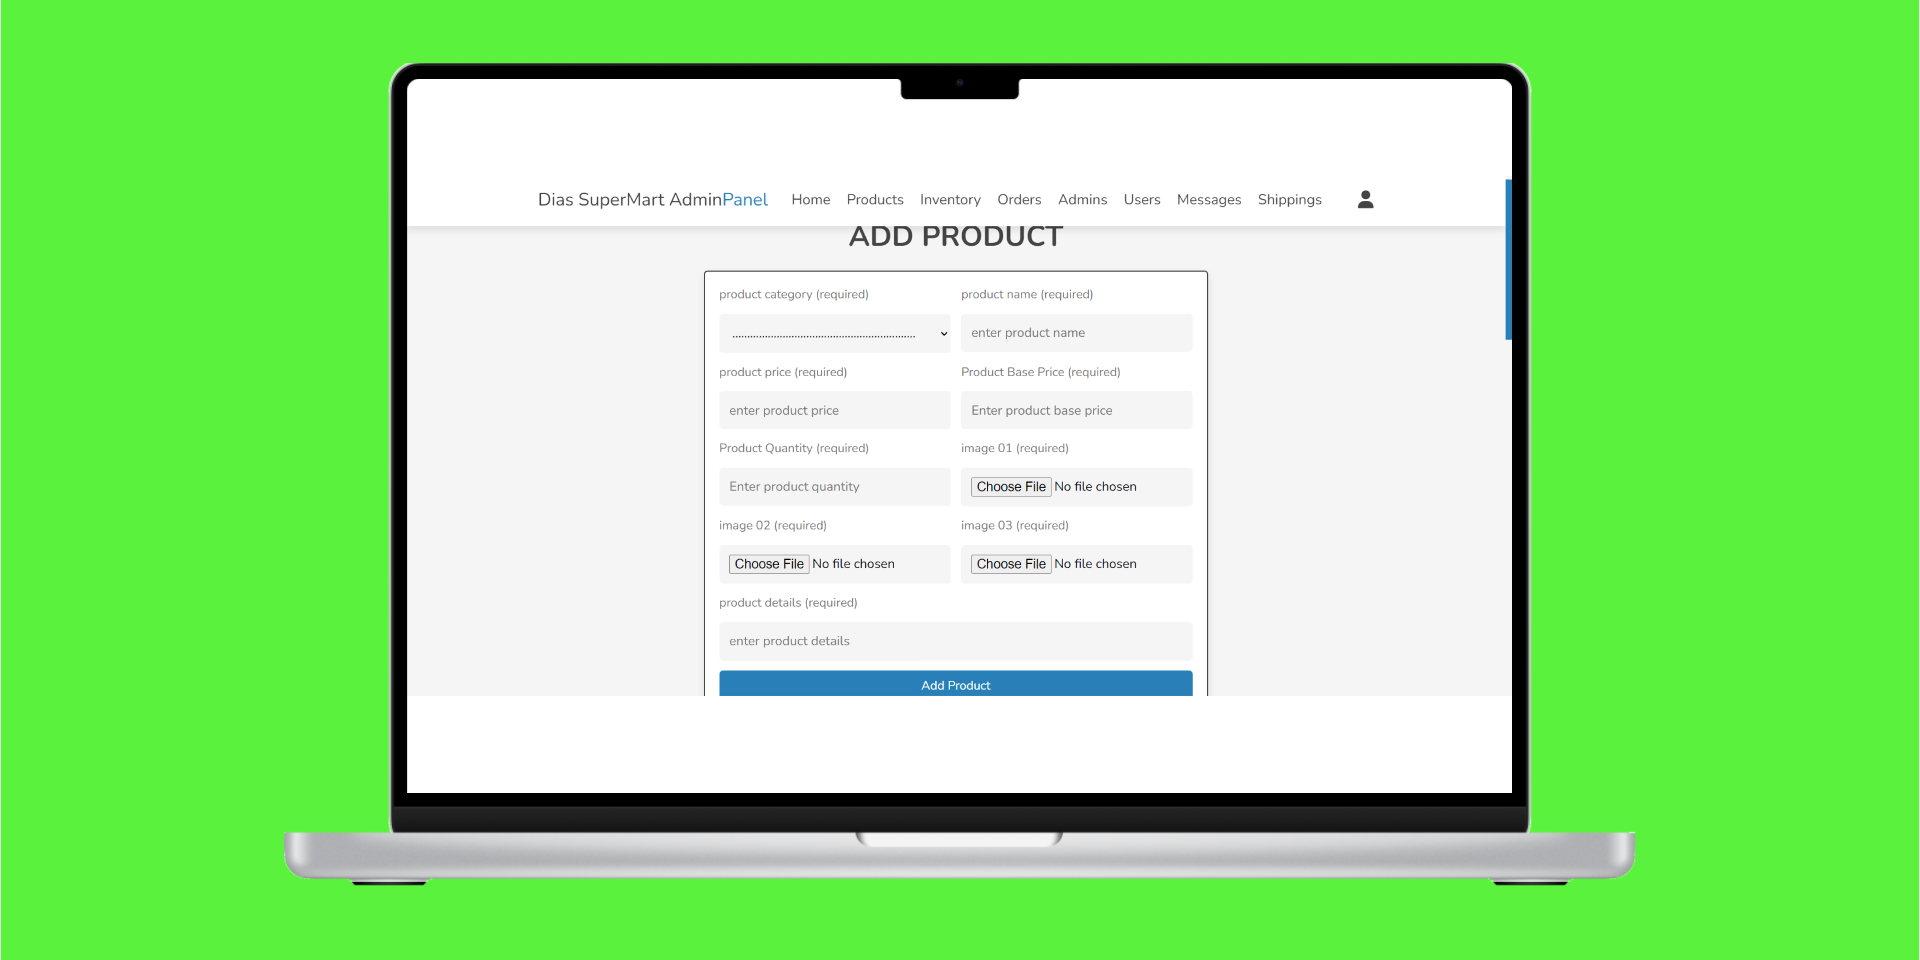 Dias SuperMart AdminPanel Home Products Inventory Orders Admins Users Messages Shippings
ADD PRODUCT
product category (required) product name (required)
............................................................... enter product name
product price (required) Product Base Price (required)
enter product price Enter product base price
Product Quantity (required) image 01 (required)
Enter product quantity Choose File No file chosen
image 02 (required) image 03 (required)
Choose File No file chosen Choose File No file chosen
product details (required)
enter product details
Add Product